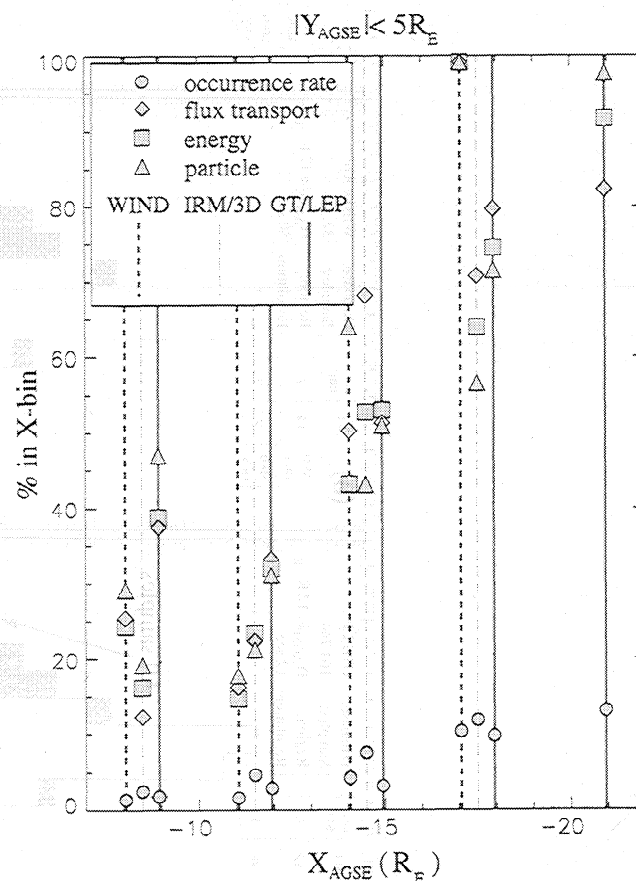 |Y_AGSE| < 5R_E
100
80
60
40
20
0
% in X-bin
occurrence rate
flux transport
energy
particle
WIND IRM/3D GT/LEP
-10 -15 -20
X_AGSE (R_E)